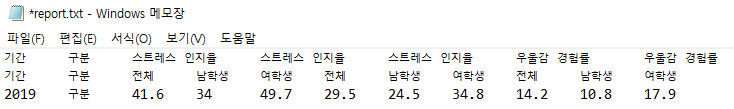 *report.txt - Windows 메모장
파일(F) 편집(E) 서식(O) 보기(V) 도움말
기간 구분 스트레스 인지율 스트레스 인지율 스트레스 인지율 우울감 경험률 우울감 경험률
기간 구분 전체 남학생 여학생 전체 남학생 여학생 전체 남학생 여학생
2019 구분 41.6 34 49.7 29.5 24.5 34.8 14.2 10.8 17.9